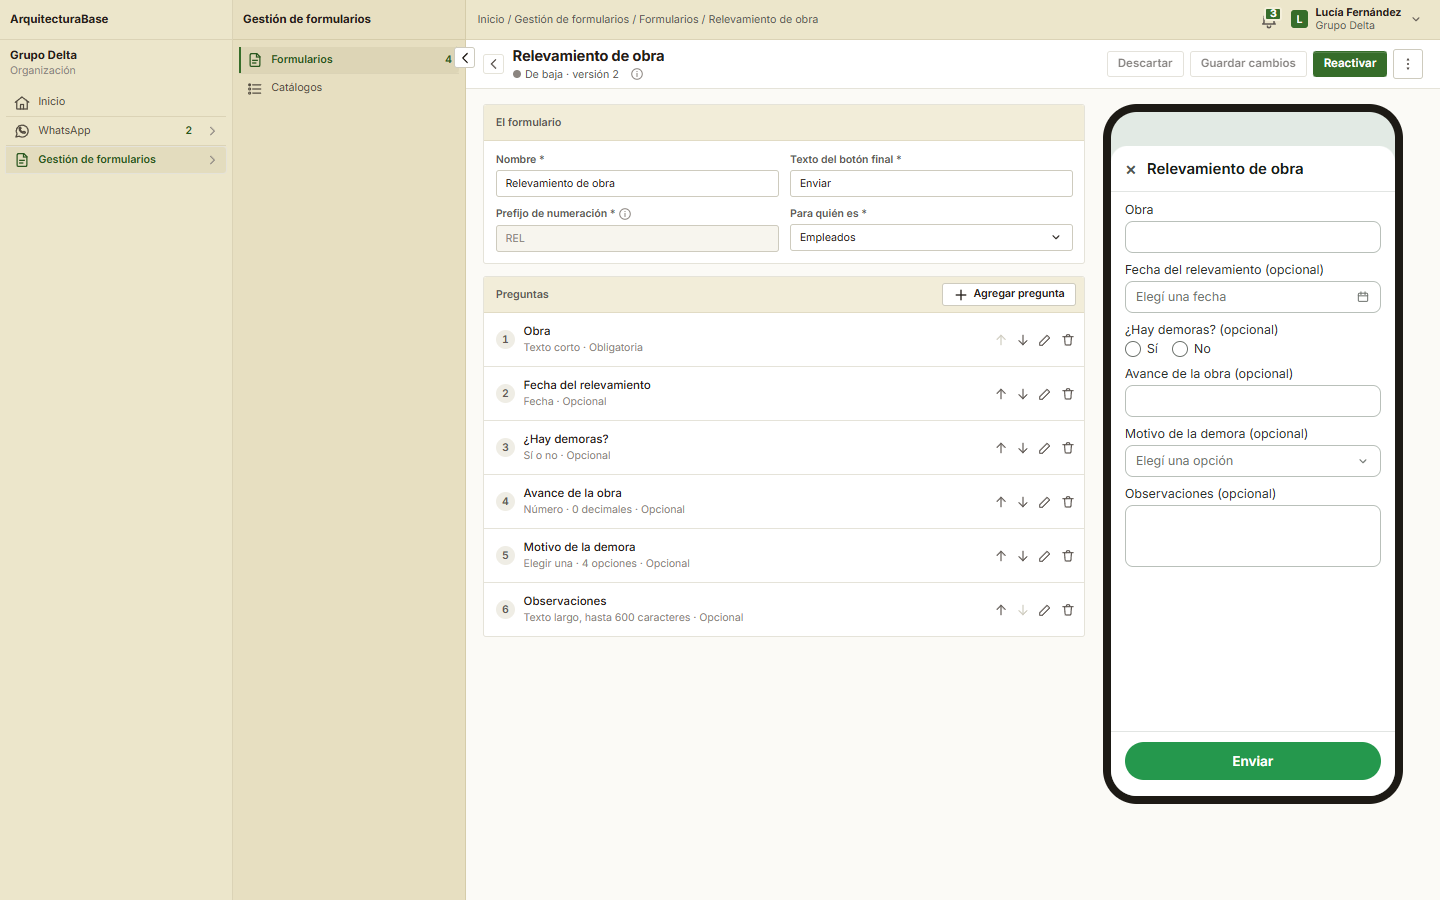 ArquitecturaBase
Gestión de formularios
Inicio / Gestión de formularios / Formularios / Relevamiento de obra
3
L
Lucía Fernández
Grupo Delta
Grupo Delta
Organización
Inicio
WhatsApp 2
Gestión de formularios
Formularios 4
Catálogos
Relevamiento de obra
De baja · versión 2
Descartar
Guardar cambios
Reactivar
El formulario
Nombre *
Relevamiento de obra
Texto del botón final *
Enviar
Prefijo de numeración *
REL
Para quién es *
Empleados
Preguntas
Agregar pregunta
1
Obra
Texto corto · Obligatoria
2
Fecha del relevamiento
Fecha · Opcional
3
¿Hay demoras?
Sí o no · Opcional
4
Avance de la obra
Número · 0 decimales · Opcional
5
Motivo de la demora
Elegir una · 4 opciones · Opcional
6
Observaciones
Texto largo, hasta 600 caracteres · Opcional
Relevamiento de obra
Obra
Fecha del relevamiento (opcional)
Elegí una fecha
¿Hay demoras? (opcional)
Sí No
Avance de la obra (opcional)
Motivo de la demora (opcional)
Elegí una opción
Observaciones (opcional)
Enviar